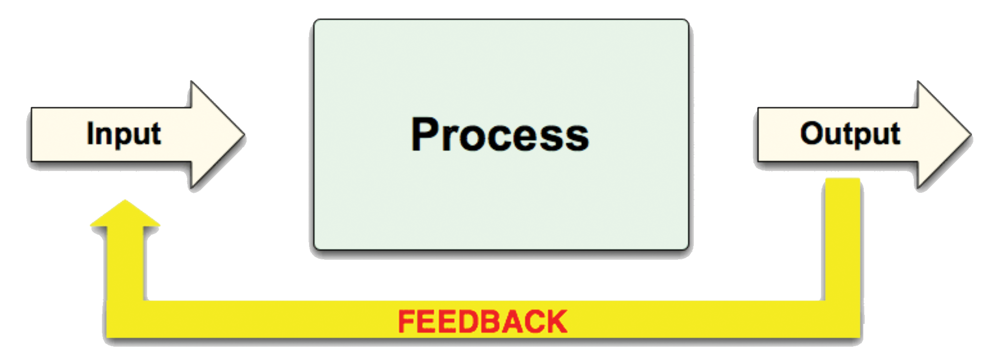 Input
Process
Output
FEEDBACK